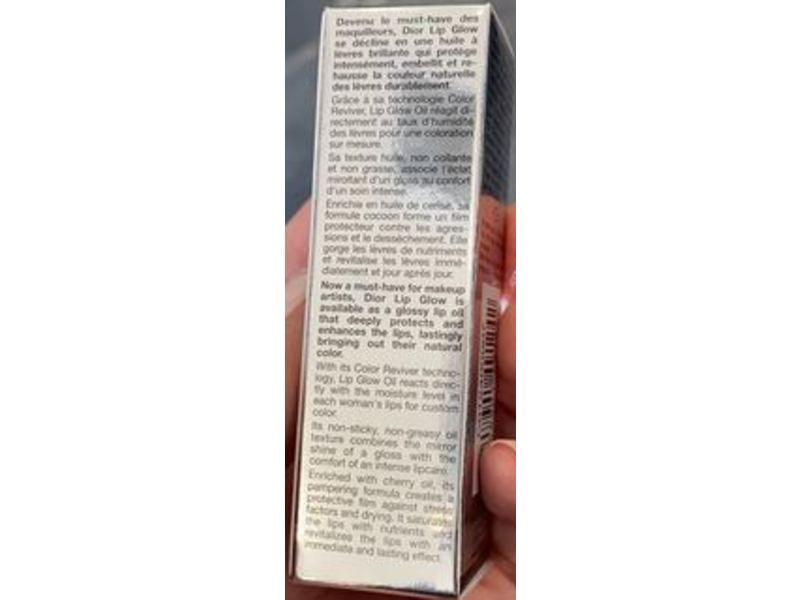 Devenu le must-have des
maquilleurs, Dior Lip Glow
se décline en une huile à
lèvres brillante qui protège
intensément, embellit et re-
hausse la couleur naturelle
des lèvres durablement.
Grâce à sa technologie Color
Reviver, Lip Glow Oil réagit di-
rectement au taux d'humidité
des lèvres pour une coloration
sur mesure.
Sa texture huile, non collante
et non grasse, associe l'éclat
miroitant d'un gloss au confort
d'un soin intense.
Enrichie en huile de cerise, sa
formule cocoon forme un film
protecteur contre les agres-
sions et le dessèchement. Elle
gorge les lèvres de nutriments
et revitalise les lèvres immé-
diatement et jour après jour.
Now a must-have for makeup
artists, Dior Lip Glow is
available as a glossy lip oil
that deeply protects and
enhances the lips, lastingly
bringing out their natural
color.
With its Color Reviver techno-
logy, Lip Glow Oil reacts direc-
tly with the moisture level in
each woman's lips for custom
color.
Its non-sticky, non-greasy oil
texture combines the mirror
shine of a gloss with the
comfort of an intense lipcare.
Enriched with cherry oil, its
pampering formula creates a
protective film against stress
factors and drying. It saturates
the lips with nutrients and
revitalizes the lips with an
immediate and lasting effect.